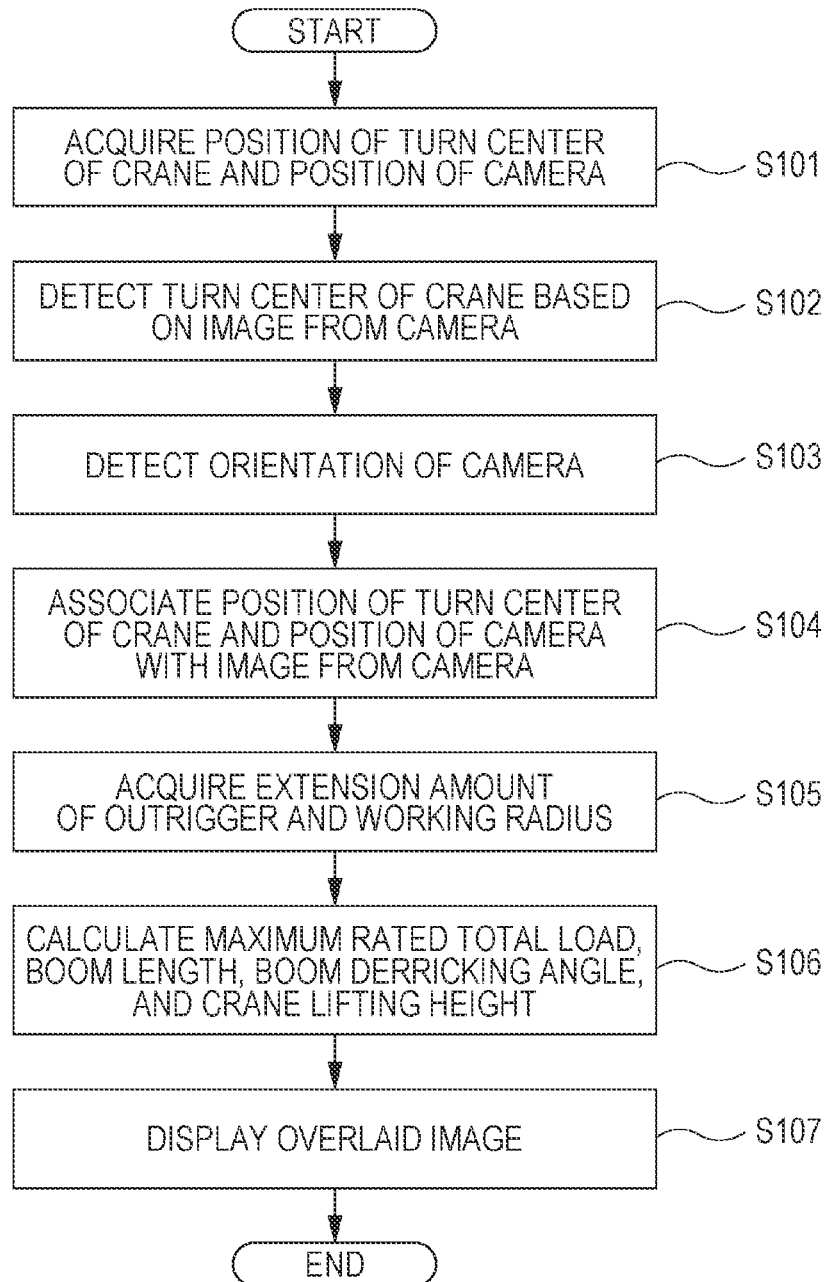 START
ACQUIRE POSITION OF TURN CENTER
OF CRANE AND POSITION OF CAMERA
S101
DETECT TURN CENTER OF CRANE BASED
ON IMAGE FROM CAMERA
S102
DETECT ORIENTATION OF CAMERA
S103
ASSOCIATE POSITION OF TURN CENTER
OF CRANE AND POSITION OF CAMERA
WITH IMAGE FROM CAMERA
S104
ACQUIRE EXTENSION AMOUNT
OF OUTRIGGER AND WORKING RADIUS
S105
CALCULATE MAXIMUM RATED TOTAL LOAD,
BOOM LENGTH, BOOM DERRICKING ANGLE,
AND CRANE LIFTING HEIGHT
S106
DISPLAY OVERLAID IMAGE
S107
END